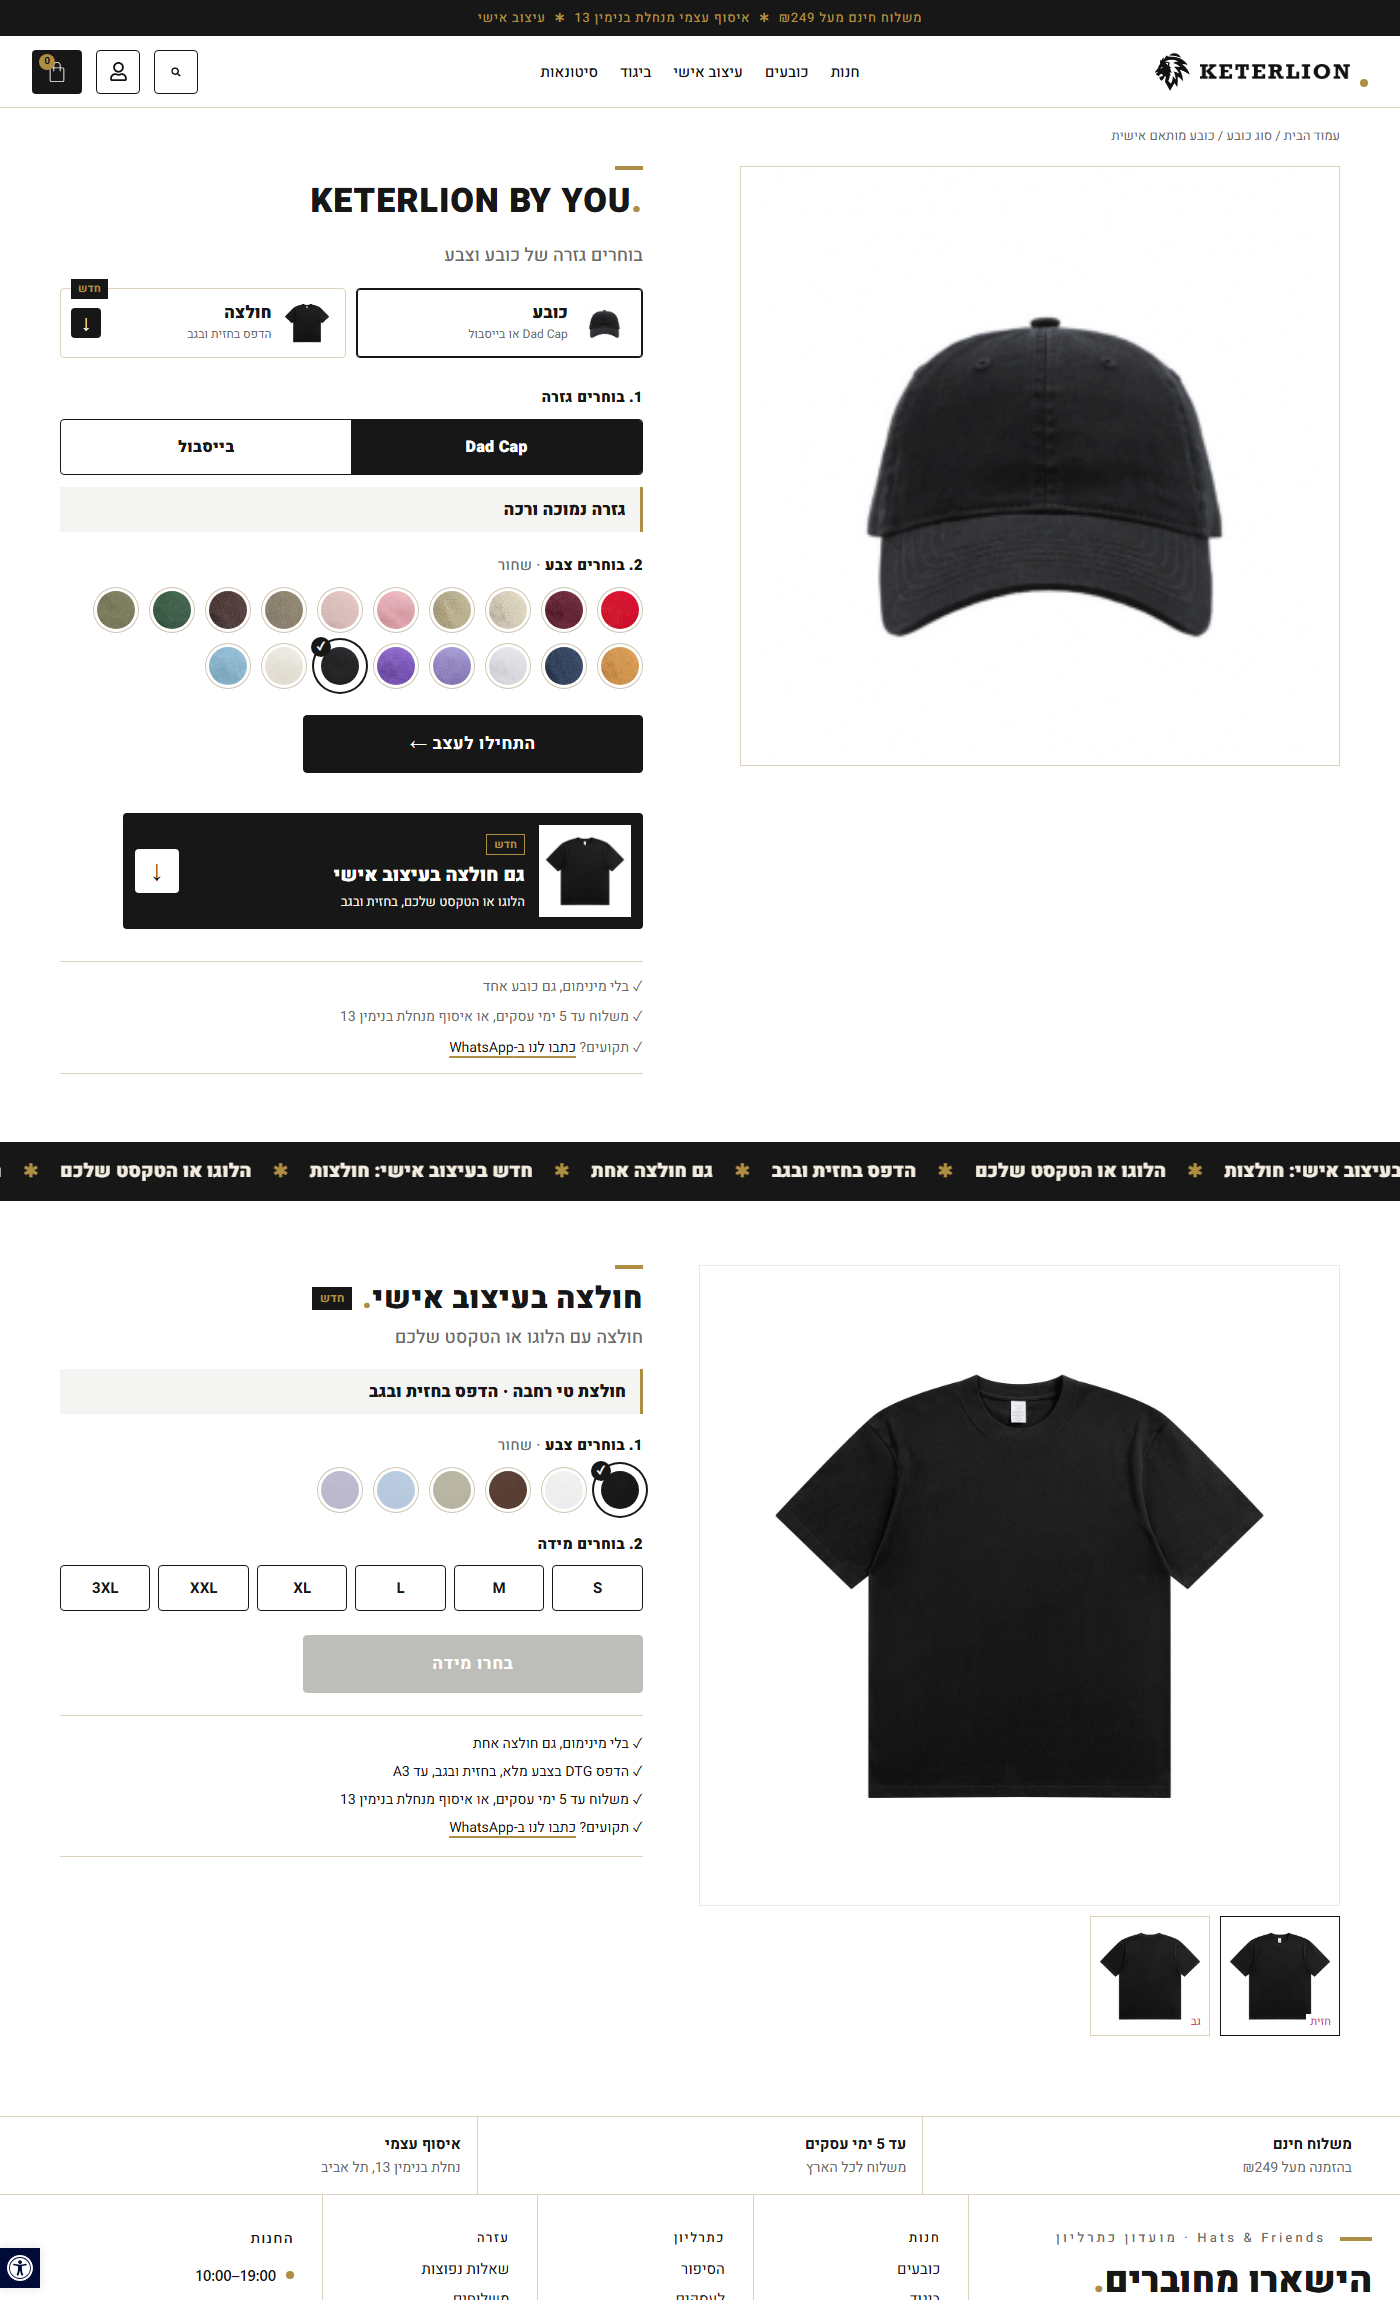 משלוח חינם מעל ₪249 ✱ איסוף עצמי מנחלת בנימין 13 ✱ עיצוב אישי
KETERLION
חנות כובעים עיצוב אישי ביגוד סיטונאות
0
עמוד הבית / סוג כובע / כובע מותאם אישית
KETERLION BY YOU.
בוחרים גזרה של כובע וצבע
כובע
Dad Cap או בייסבול
חדש
חולצה
הדפס בחזית ובגב
↓
1. בוחרים גזרה
Dad Cap
בייסבול
גזרה נמוכה ורכה
2. בוחרים צבע · שחור
התחילו לעצב ←
חדש
גם חולצה בעיצוב אישי
הלוגו או הטקסט שלכם, בחזית ובגב
↓
✓ בלי מינימום, גם כובע אחד
✓ משלוח עד 5 ימי עסקים, או איסוף מנחלת בנימין 13
✓ תקועים? כתבו לנו ב-WhatsApp
בעיצוב אישי: חולצות ✱ הלוגו או הטקסט שלכם ✱ הדפס בחזית ובגב ✱ גם חולצה אחת ✱ חדש בעיצוב אישי: חולצות ✱ הלוגו או הטקסט שלכם ✱
חולצה בעיצוב אישי. חדש
חולצה עם הלוגו או הטקסט שלכם
חולצת טי רחבה · הדפס בחזית ובגב
1. בוחרים צבע · שחור
2. בוחרים מידה
S M L XL XXL 3XL
בחרו מידה
✓ בלי מינימום, גם חולצה אחת
✓ הדפס DTG בצבע מלא, בחזית ובגב, עד A3
✓ משלוח עד 5 ימי עסקים, או איסוף מנחלת בנימין 13
✓ תקועים? כתבו לנו ב-WhatsApp
חזית
גב
משלוח חינם
בהזמנה מעל ₪249
עד 5 ימי עסקים
משלוח לכל הארץ
איסוף עצמי
נחלת בנימין 13, תל אביב
Hats & Friends · מועדון כתרליון
הישארו מחוברים.
חנות
כובעים
ביגוד
כתרליון
הסיפור
לעסקים
עזרה
שאלות נפוצות
משלוחים
החנות
10:00–19:00